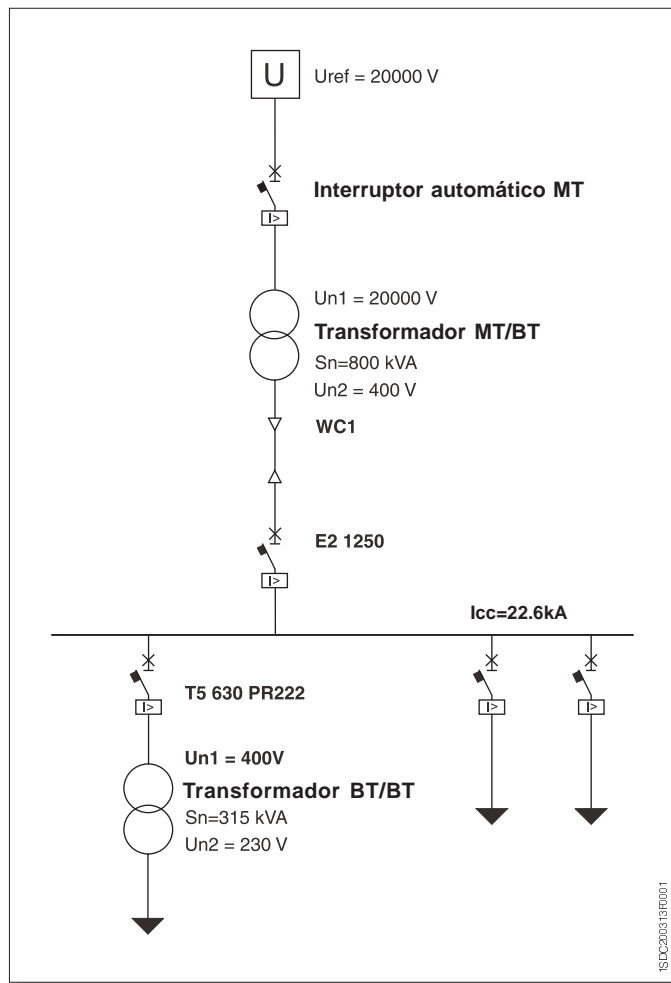 U
Uref = 20000 V
Interruptor automático MT
I>
Un1 = 20000 V
Transformador MT/BT
Sn=800 kVA
Un2 = 400 V
WC1
E2 1250
I>
Icc=22.6kA
T5 630 PR222
I>
I>
I>
Un1 = 400V
Transformador BT/BT
Sn=315 kVA
Un2 = 230 V
1SDC200313F0001